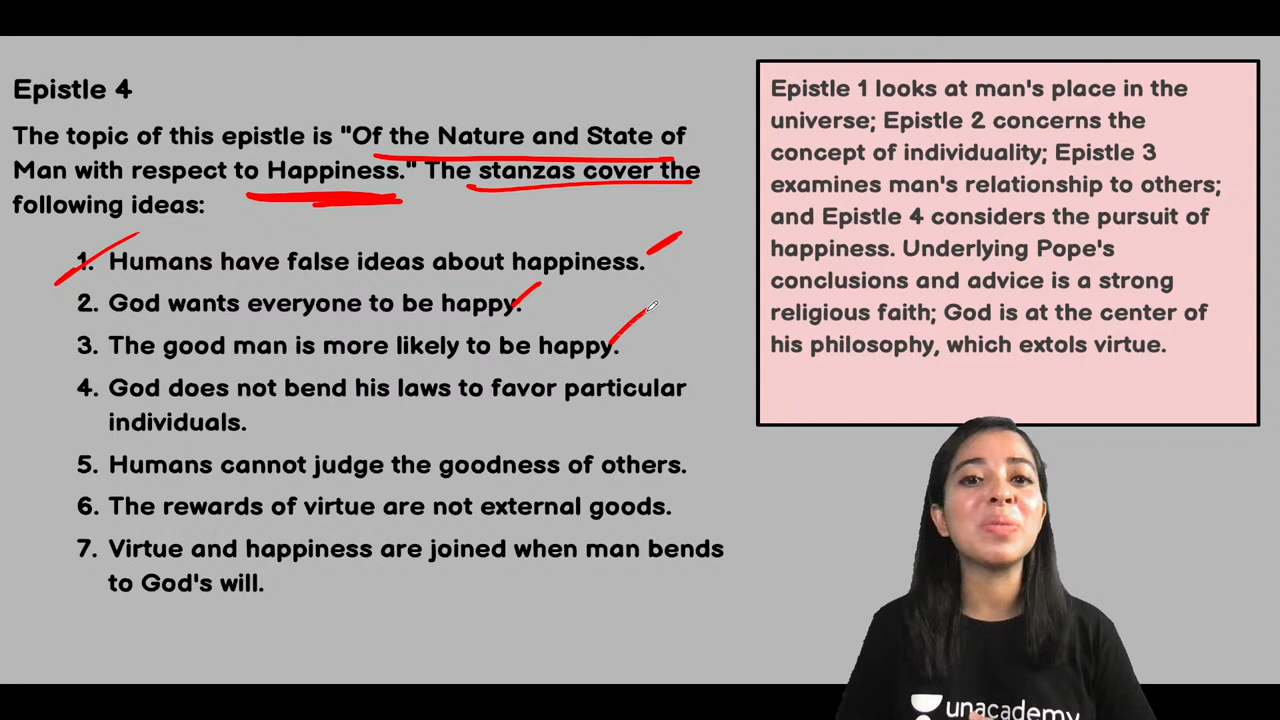 Epistle 4
The topic of this epistle is "Of the Nature and State of
Man with respect to Happiness." The stanzas cover the
following ideas:
1. Humans have false ideas about happiness.
2. God wants everyone to be happy.
3. The good man is more likely to be happy.
4. God does not bend his laws to favor particular
individuals.
5. Humans cannot judge the goodness of others.
6. The rewards of virtue are not external goods.
7. Virtue and happiness are joined when man bends
to God's will.
Epistle 1 looks at man's place in the
universe; Epistle 2 concerns the
concept of individuality; Epistle 3
examines man's relationship to others;
and Epistle 4 considers the pursuit of
happiness. Underlying Pope's
conclusions and advice is a strong
religious faith; God is at the center of
his philosophy, which extols virtue.
unacademy